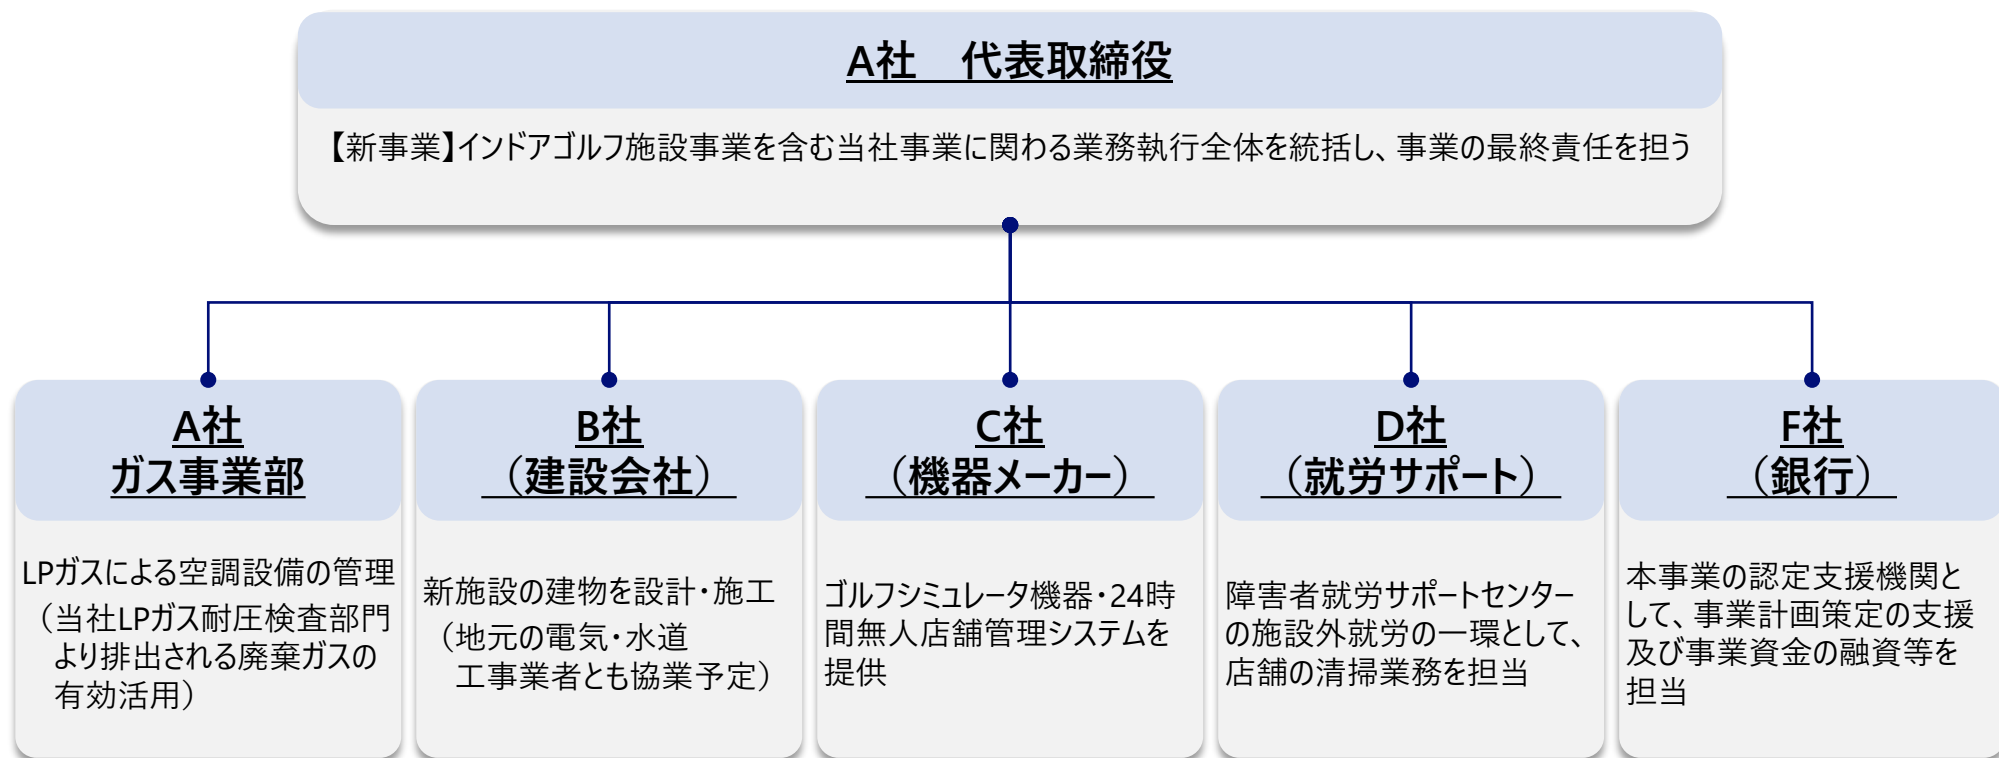 A社　代表取締役
【新事業】インドアゴルフ施設事業を含む当社事業に関わる業務執行全体を統括し、事業の最終責任を担う
A社
ガス事業部
LPガスによる空調設備の管理
（当社LPガス耐圧検査部門
より排出される廃棄ガスの
有効活用）
B社
（建設会社）
新施設の建物を設計・施工
（地元の電気・水道
工事業者とも協業予定）
C社
（機器メーカー）
ゴルフシミュレータ機器・24時
間無人店舗管理システムを
提供
D社
（就労サポート）
障害者就労サポートセンター
の施設外就労の一環として、
店舗の清掃業務を担当
F社
（銀行）
本事業の認定支援機関と
して、事業計画策定の支援
及び事業資金の融資等を
担当